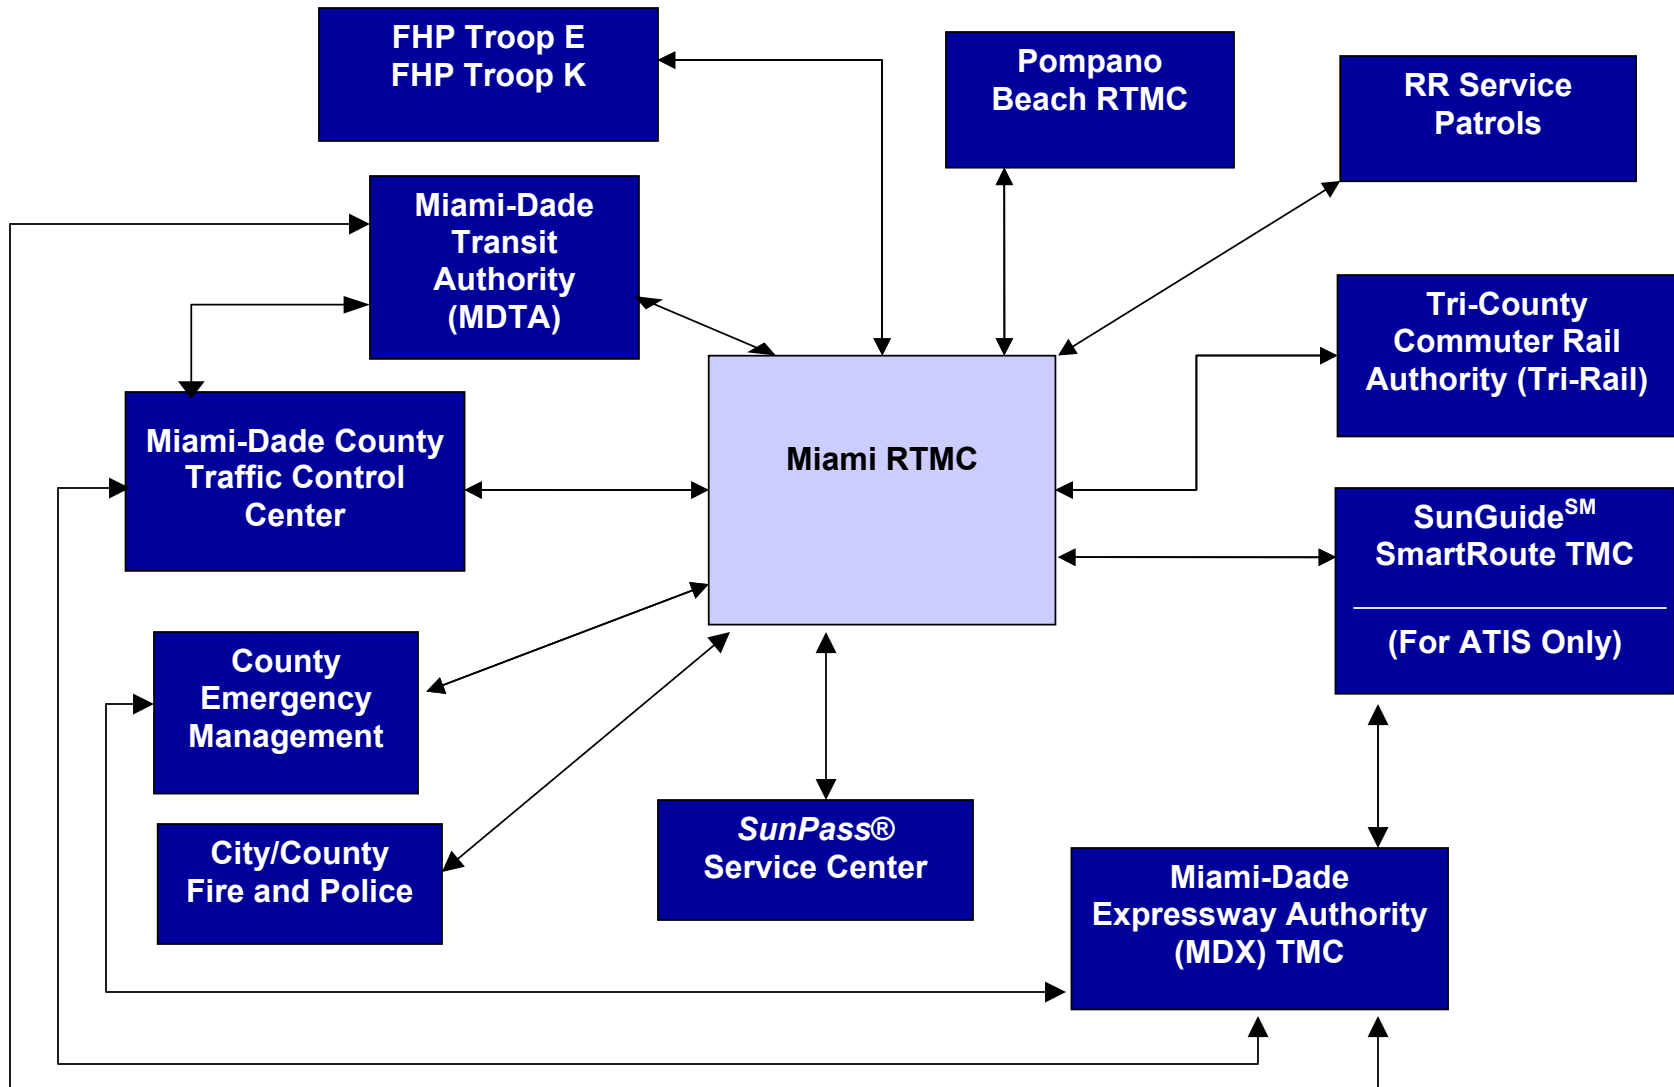 FHP Troop E
FHP Troop K
Pompano
Beach RTMC
RR Service
Patrols
Miami-Dade
Transit
Authority
(MDTA)
Tri-County
Commuter Rail
Authority (Tri-Rail)
Miami-Dade County
Traffic Control
Center
Miami RTMC
SunGuideSM
SmartRoute TMC
(For ATIS Only)
County
Emergency
Management
City/County
Fire and Police
SunPass®
Service Center
Miami-Dade
Expressway Authority
(MDX) TMC